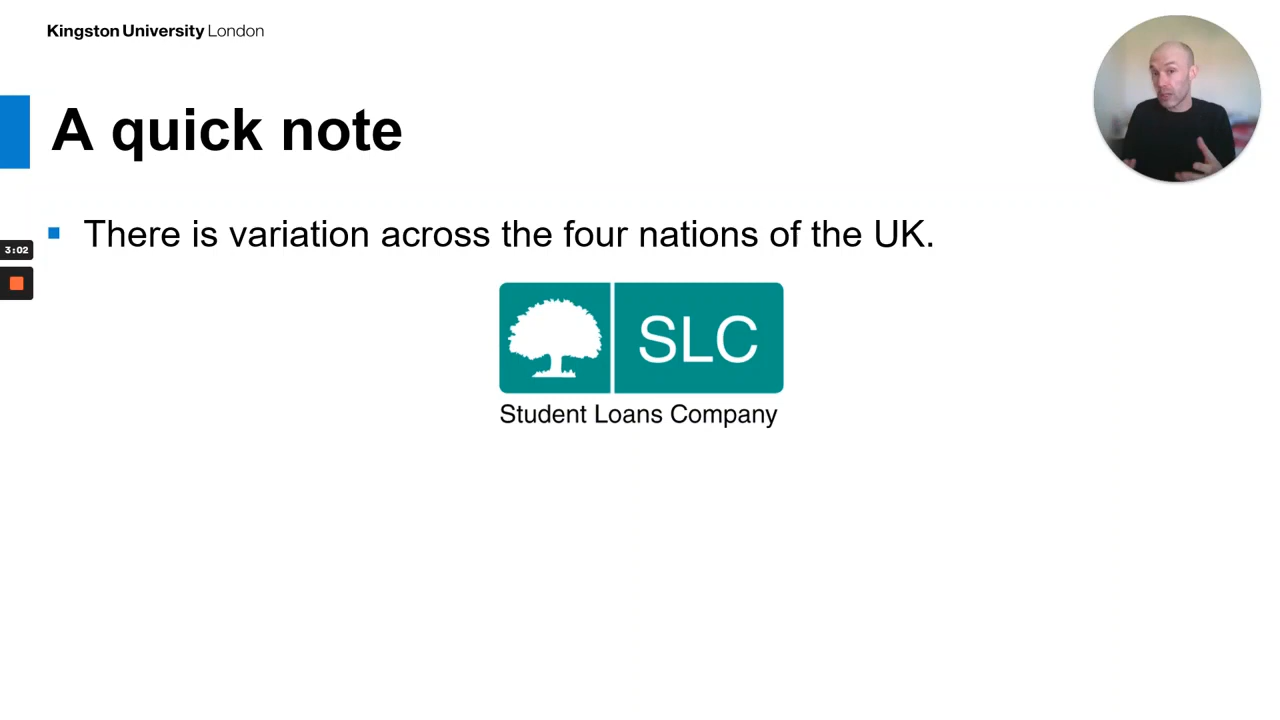 Kingston University London
A quick note
There is variation across the four nations of the UK.
3:02
SLC
Student Loans Company